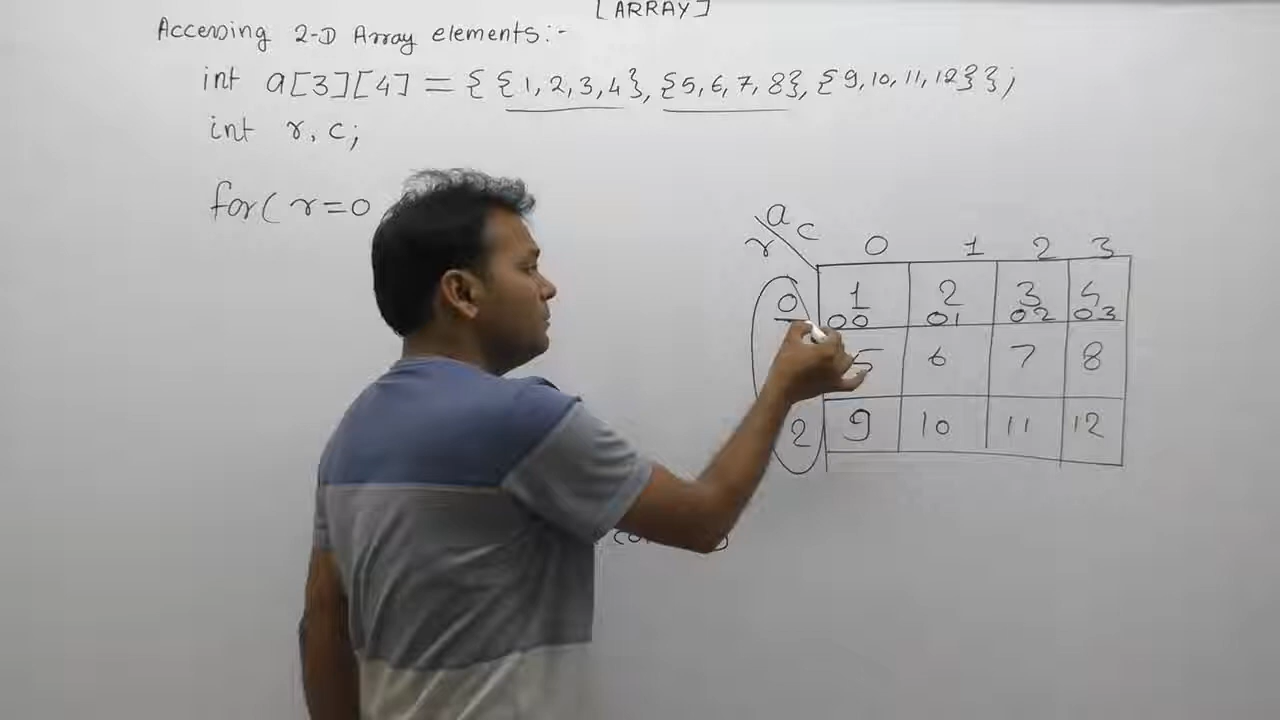 [ARRAY]
Accessing 2-D Array elements:-
int a[3][4] = {{1,2,3,4}, {5,6,7,8}, {9,10,11,12}};
int r, c;
for( r=0
a
r c 0 1 2 3
0 1 2 3 4
00 01 02 03
5 6 7 8
2 9 10 11 12